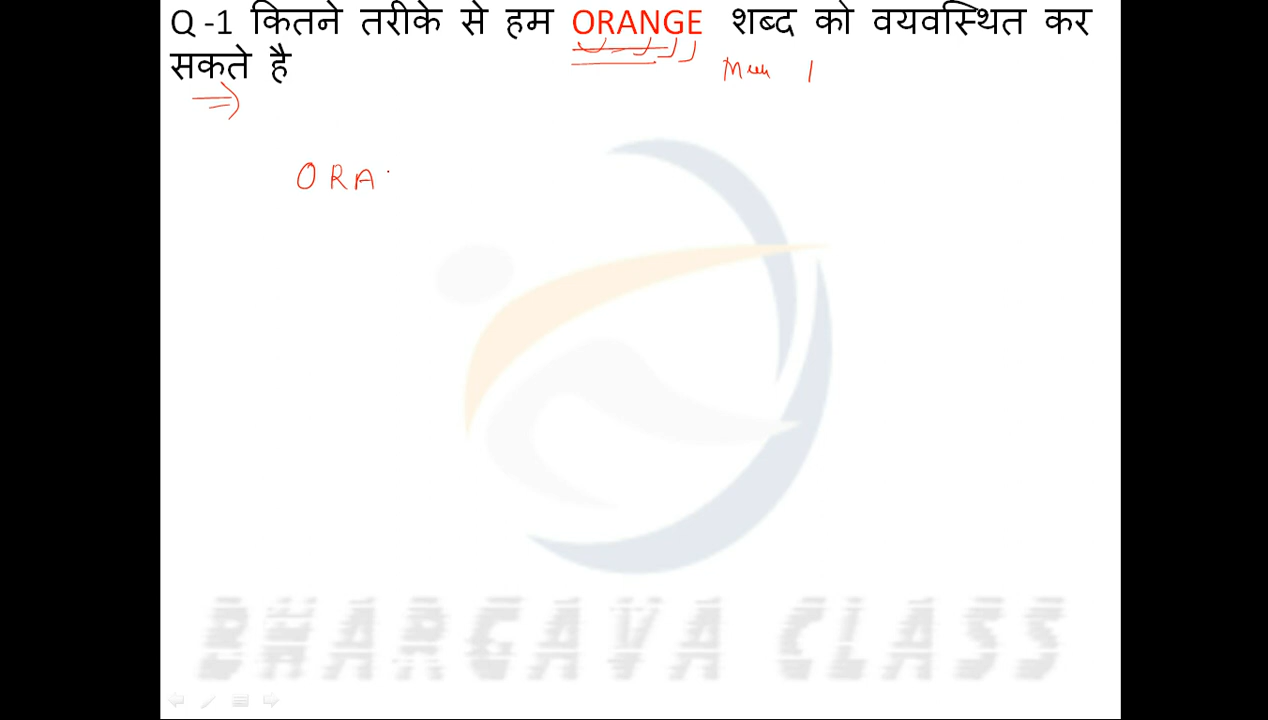 Q -1 कितने तरीके से हम ORANGE शब्द को वयवस्थित कर
सकते है
ORA
BHARGAVA CLASS